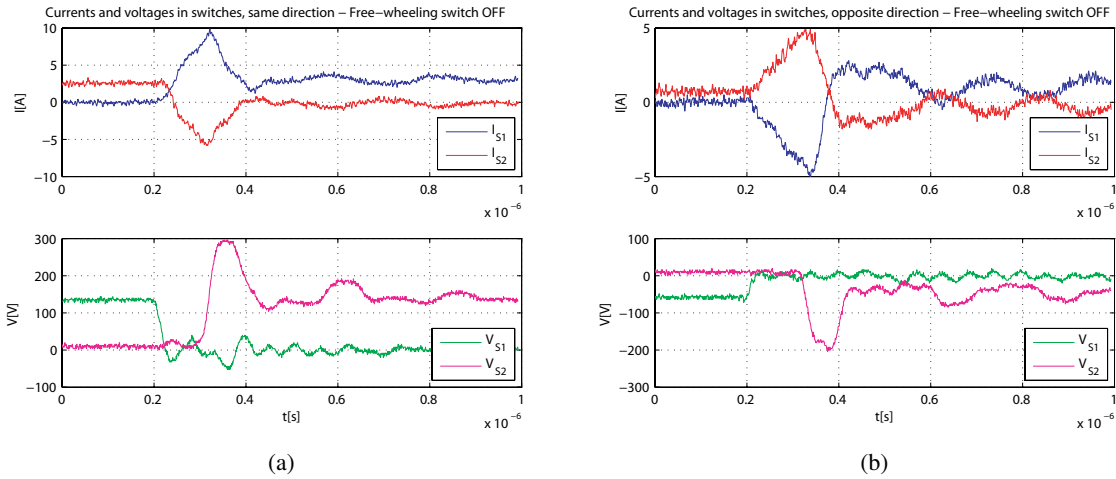 Currents and voltages in switches, same direction − Free−wheeling switch OFF
10
5
0
−5
−10
I[A]
I_S1
I_S2
0 0.2 0.4 0.6 0.8 1
x 10^-6
300
200
100
0
−100
V[V]
V_S1
V_S2
0 0.2 0.4 0.6 0.8 1
t[s]
x 10^-6
(a)
Currents and voltages in switches, opposite direction − Free−wheeling switch OFF
5
0
5
I[A]
I_S1
I_S2
0 0.2 0.4 0.6 0.8 1
x 10^-6
100
0
−100
−200
−300
V[V]
V_S1
V_S2
0 0.2 0.4 0.6 0.8 1
t[s]
x 10^-6
(b)